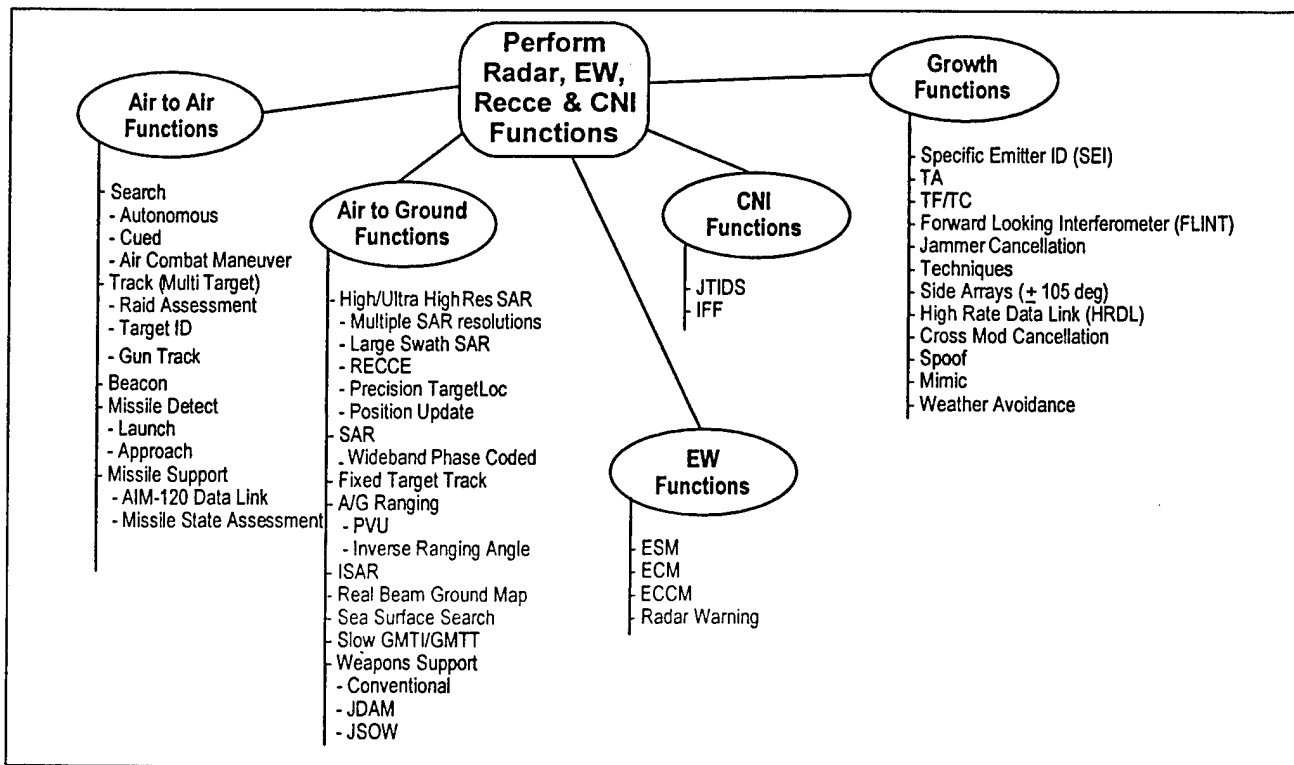 Perform
Radar, EW,
Recce & CNI
Functions
Air to Air
Functions
Search
- Autonomous
- Cued
- Air Combat Maneuver
Track (Multi Target)
- Raid Assessment
- Target ID
- Gun Track
Beacon
Missile Detect
- Launch
- Approach
Missile Support
- AIM-120 Data Link
- Missile State Assessment
Air to Ground
Functions
High/Ultra High Res SAR
- Multiple SAR resolutions
- Large Swath SAR
- RECCE
- Precision TargetLoc
- Position Update
SAR
- Wideband Phase Coded
Fixed Target Track
A/G Ranging
- PVU
- Inverse Ranging Angle
ISAR
Real Beam Ground Map
Sea Surface Search
Slow GMTI/GMTT
Weapons Support
- Conventional
- JDAM
- JSOW
CNI
Functions
JTIDS
IFF
EW
Functions
ESM
ECM
ECCM
Radar Warning
Growth
Functions
Specific Emitter ID (SEI)
TA
TF/TC
Forward Looking Interferometer (FLINT)
Jammer Cancellation
Techniques
Side Arrays (± 105 deg)
High Rate Data Link (HRDL)
Cross Mod Cancellation
Spoof
Mimic
Weather Avoidance